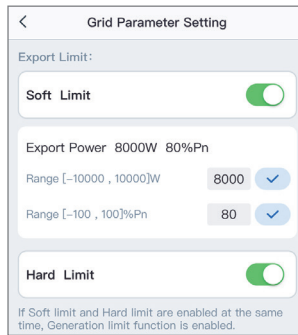 Grid Parameter Setting
Export Limit:
Soft Limit
Export Power 8000W 80%Pn
Range [-10000 , 10000]W 8000
Range [-100 , 100]%Pn 80
Hard Limit
If Soft limit and Hard limit are enabled at the same
time, Generation limit function is enabled.